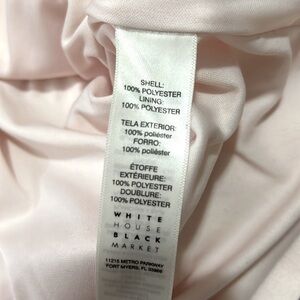 SHELL:
100% POLYESTER
LINING:
100% POLYESTER
TELA EXTERIOR:
100% poliéster
FORRO:
100% poliéster
ÉTOFFE
EXTÉRIEURE:
100% POLYESTER
DOUBLURE:
100% POLYESTER
WHITE
HOUSE
BLACK
MARKET
11215 METRO PARKWAY
FORT MYERS, FL 33966